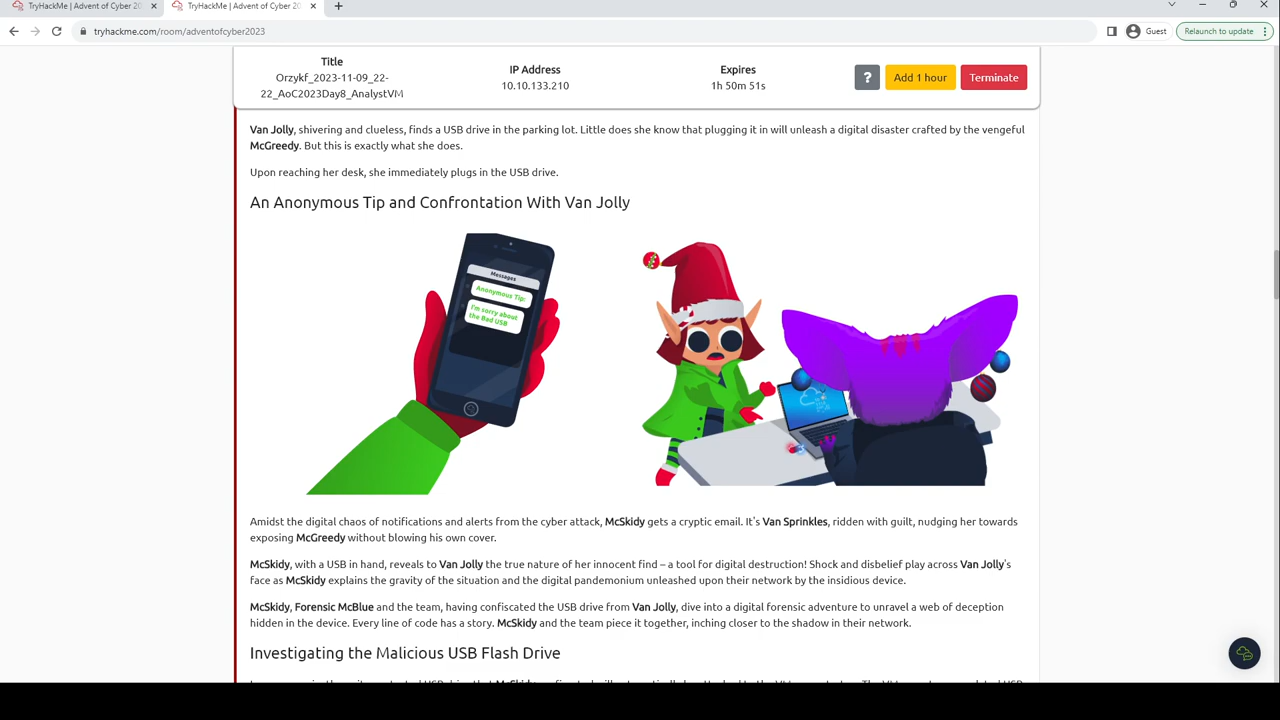 TryHackMe | Advent of Cyber 20
TryHackMe | Advent of Cyber 20
tryhackme.com/room/adventofcyber2023
Guest
Relaunch to update
Title
Orzykf_2023-11-09_22-
22_AoC2023Day8_AnalystVM
IP Address
10.10.133.210
Expires
1h 50m 51s
?
Add 1 hour
Terminate
Van Jolly, shivering and clueless, finds a USB drive in the parking lot. Little does she know that plugging it in will unleash a digital disaster crafted by the vengeful
McGreedy. But this is exactly what she does.
Upon reaching her desk, she immediately plugs in the USB drive.
An Anonymous Tip and Confrontation With Van Jolly
Messages
Anonymous Tip:
I'm sorry about
the Bad USB
Amidst the digital chaos of notifications and alerts from the cyber attack, McSkidy gets a cryptic email. It's Van Sprinkles, ridden with guilt, nudging her towards
exposing McGreedy without blowing his own cover.
McSkidy, with a USB in hand, reveals to Van Jolly the true nature of her innocent find – a tool for digital destruction! Shock and disbelief play across Van Jolly's
face as McSkidy explains the gravity of the situation and the digital pandemonium unleashed upon their network by the insidious device.
McSkidy, Forensic McBlue and the team, having confiscated the USB drive from Van Jolly, dive into a digital forensic adventure to unravel a web of deception
hidden in the device. Every line of code has a story. McSkidy and the team piece it together, inching closer to the shadow in their network.
Investigating the Malicious USB Flash Drive